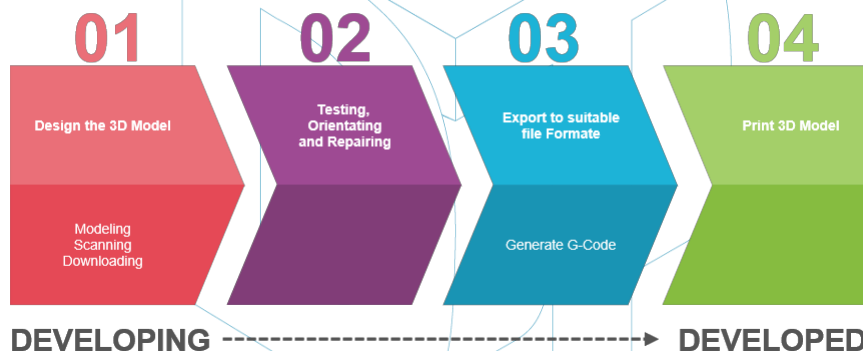 01
02
03
04
Design the 3D Model
Testing,
Orientating
and Repairing
Export to suitable
file Formate
Print 3D Model
Modeling
Scanning
Downloading
Generate G-Code
DEVELOPING
DEVELOPED